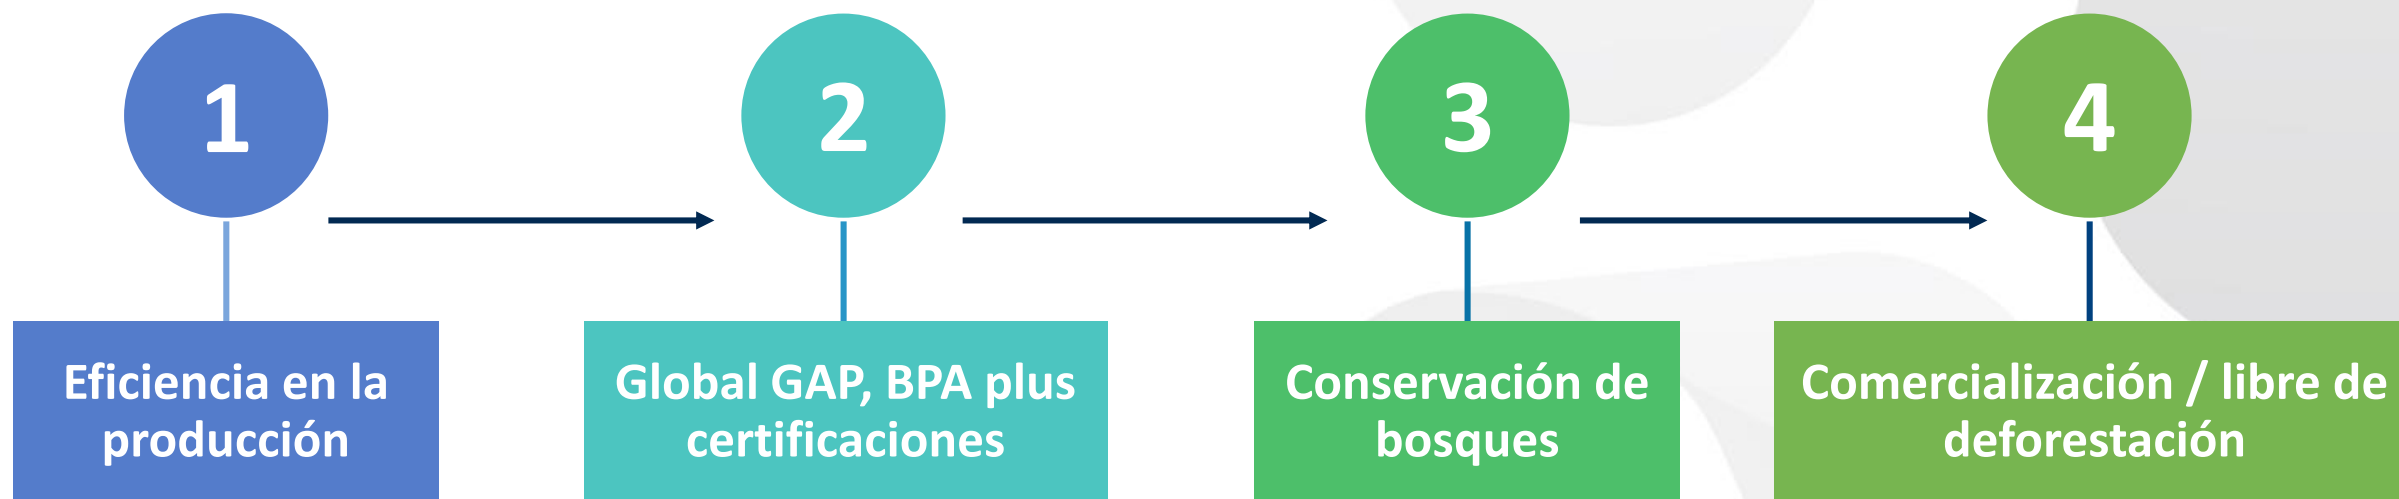 1
2
3
4
Eficiencia en la
producción
Global GAP, BPA plus
certificaciones
Conservación de
bosques
Comercialización / libre de
deforestación